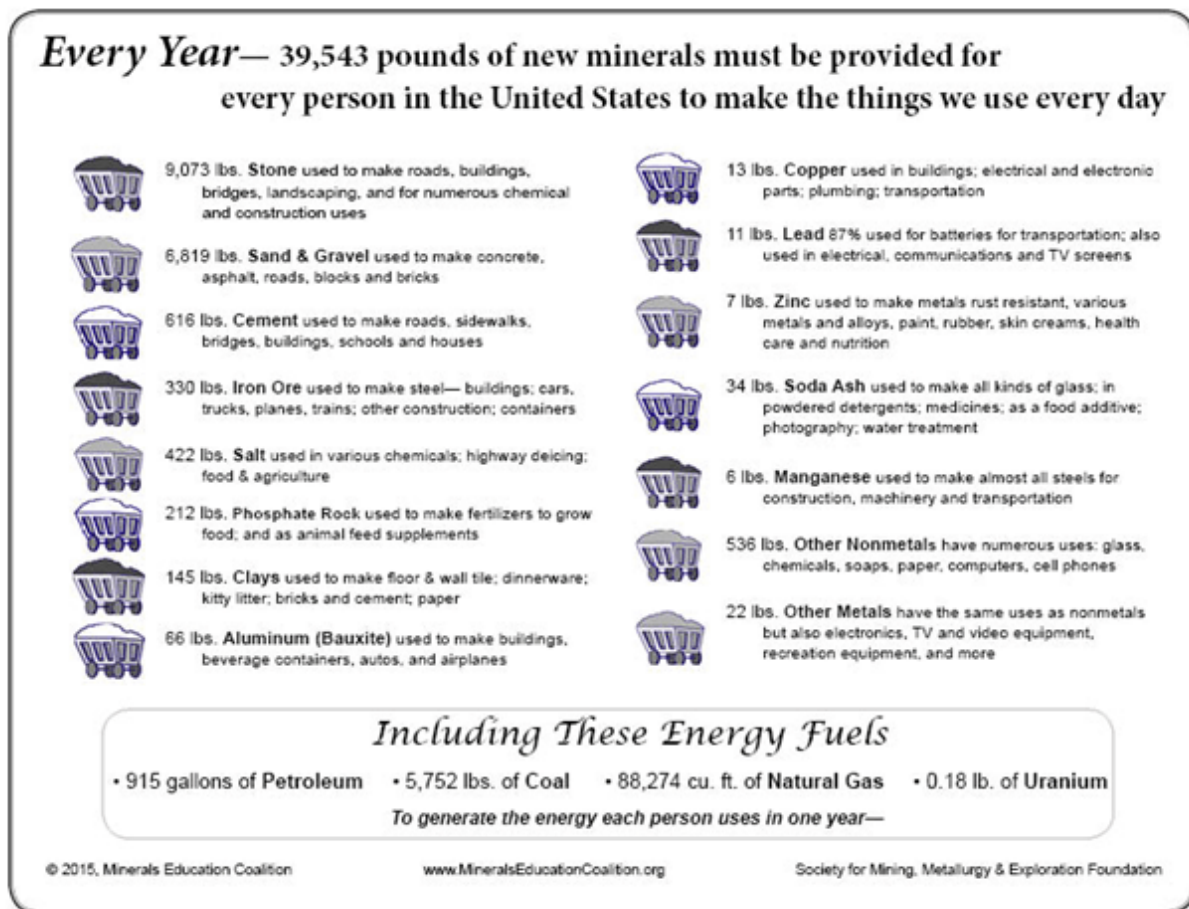 Every Year— 39,543 pounds of new minerals must be provided for
every person in the United States to make the things we use every day
9,073 lbs. Stone used to make roads, buildings,
bridges, landscaping, and for numerous chemical
and construction uses
6,819 lbs. Sand & Gravel used to make concrete,
asphalt, roads, blocks and bricks
616 lbs. Cement used to make roads, sidewalks,
bridges, buildings, schools and houses
330 lbs. Iron Ore used to make steel— buildings; cars,
trucks, planes, trains; other construction; containers
422 lbs. Salt used in various chemicals; highway deicing;
food & agriculture
212 lbs. Phosphate Rock used to make fertilizers to grow
food; and as animal feed supplements
145 lbs. Clays used to make floor & wall tile; dinnerware;
kitty litter; bricks and cement; paper
66 lbs. Aluminum (Bauxite) used to make buildings,
beverage containers, autos, and airplanes
13 lbs. Copper used in buildings; electrical and electronic
parts; plumbing; transportation
11 lbs. Lead 87% used for batteries for transportation; also
used in electrical, communications and TV screens
7 lbs. Zinc used to make metals rust resistant, various
metals and alloys, paint, rubber, skin creams, health
care and nutrition
34 lbs. Soda Ash used to make all kinds of glass; in
powdered detergents; medicines; as a food additive;
photography; water treatment
6 lbs. Manganese used to make almost all steels for
construction, machinery and transportation
536 lbs. Other Nonmetals have numerous uses: glass,
chemicals, soaps, paper, computers, cell phones
22 lbs. Other Metals have the same uses as nonmetals
but also electronics, TV and video equipment,
recreation equipment, and more
Including These Energy Fuels
• 915 gallons of Petroleum • 5,752 lbs. of Coal • 88,274 cu. ft. of Natural Gas • 0.18 lb. of Uranium
To generate the energy each person uses in one year—
© 2015, Minerals Education Coalition www.MineralsEducationCoalition.org Society for Mining, Metallurgy & Exploration Foundation